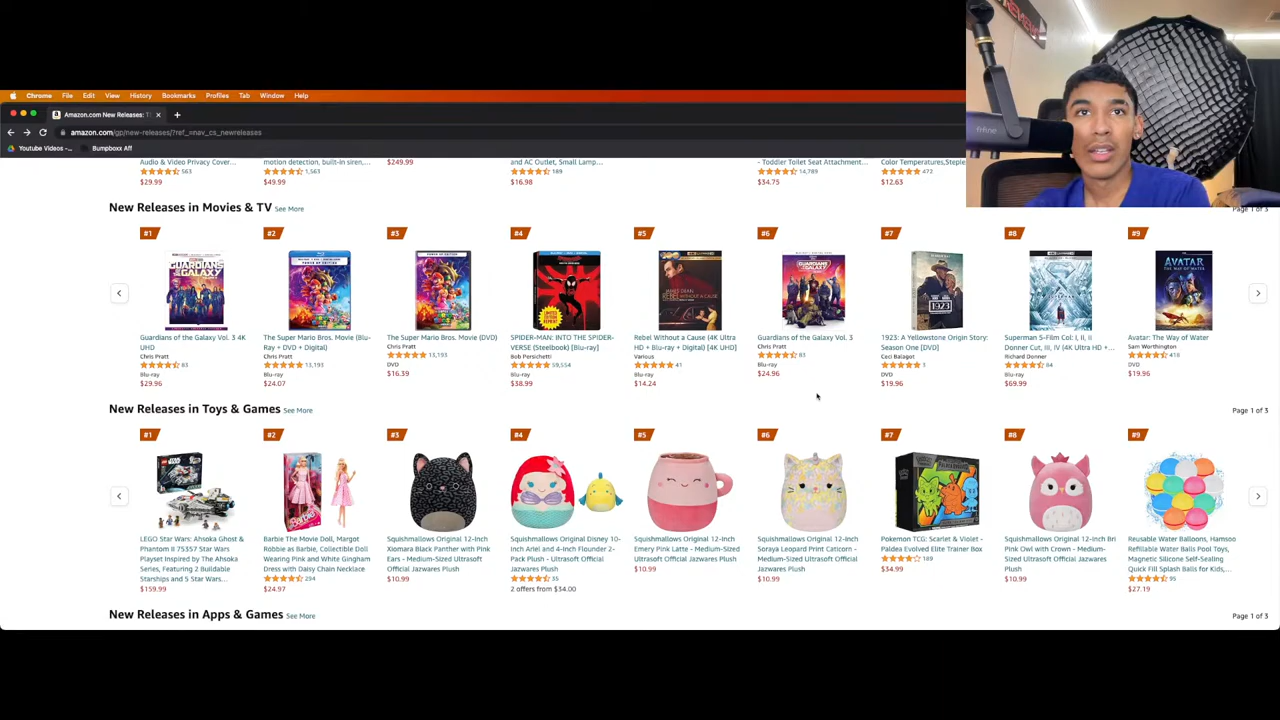 Chrome File Edit View History Bookmarks Profiles Tab Window Help
Amazon.com New Releases: T
amazon.com/gp/new-releases/?ref_=nav_cs_newreleases
Youtube Videos -... Bumpboxx Aff
Audio & Video Privacy Cover...
563
$29.99
motion detection, built-in siren,...
1,563
$49.99
$249.99
and AC Outlet, Small Lamp...
189
$16.98
- Toddler Toilet Seat Attachment...
14,789
$34.75
Color Temperatures,Steple
472
$12.63
New Releases in Movies & TV See More
Page 1 of 3
#1
Guardians of the Galaxy Vol. 3 4K
UHD
Chris Pratt
83
Blu-ray
$29.96
#2
The Super Mario Bros. Movie (Blu-
Ray + DVD + Digital)
Chris Pratt
13,193
Blu-ray
$24.07
#3
The Super Mario Bros. Movie (DVD)
Chris Pratt
13,193
DVD
$16.39
#4
SPIDER-MAN: INTO THE SPIDER-
VERSE (Steelbook) [Blu-ray]
Bob Persichetti
59,554
Blu-ray
$38.99
#5
Rebel Without a Cause (4K Ultra
HD + Blu-ray + Digital) [4K UHD]
Various
41
Blu-ray
$14.24
#6
Guardians of the Galaxy Vol. 3
Chris Pratt
83
Blu-ray
$24.96
#7
1923
1923: A Yellowstone Origin Story:
Season One [DVD]
Ceci Balagot
3
DVD
$19.96
#8
Superman 5-Film Col: I, II, II
Donner Cut, III, IV (4K Ultra HD +...
Richard Donner
84
Blu-ray
$69.99
#9
AVATAR
Avatar: The Way of Water
Sam Worthington
418
DVD
$19.96
New Releases in Toys & Games See More
Page 1 of 3
#1
LEGO Star Wars: Ahsoka Ghost &
Phantom II 75357 Star Wars
Playset Inspired by The Ahsoka
Series, Featuring 2 Buildable
Starships and 5 Star Wars...
$159.99
#2
Barbie
Barbie The Movie Doll, Margot
Robbie as Barbie, Collectible Doll
Wearing Pink and White Gingham
Dress with Daisy Chain Necklace
294
$24.97
#3
Squishmallows Original 12-Inch
Xiomara Black Panther with Pink
Ears - Medium-Sized Ultrasoft
Official Jazwares Plush
$10.99
#4
Squishmallows Original Disney 10-
Inch Ariel and 4-Inch Flounder 2-
Pack Plush - Ultrasoft Official
Jazwares Plush
35
2 offers from $34.00
#5
Squishmallows Original 12-Inch
Emery Pink Latte - Medium-Sized
Ultrasoft Official Jazwares Plush
$10.99
#6
Squishmallows Original 12-Inch
Soraya Leopard Print Caticorn -
Medium-Sized Ultrasoft Official
Jazwares Plush
$10.99
#7
Pokemon TCG: Scarlet & Violet -
Paldea Evolved Elite Trainer Box
189
$34.99
#8
Squishmallows Original 12-Inch Bri
Pink Owl with Crown - Medium-
Sized Ultrasoft Official Jazwares
Plush
$10.99
#9
Reusable Water Balloons, Hamoo
Refillable Water Balls Pool Toys,
Magnetic Silicone Self-Sealing
Quick Fill Splash Balls for Kids,...
95
$27.19
New Releases in Apps & Games See More
Page 1 of 3